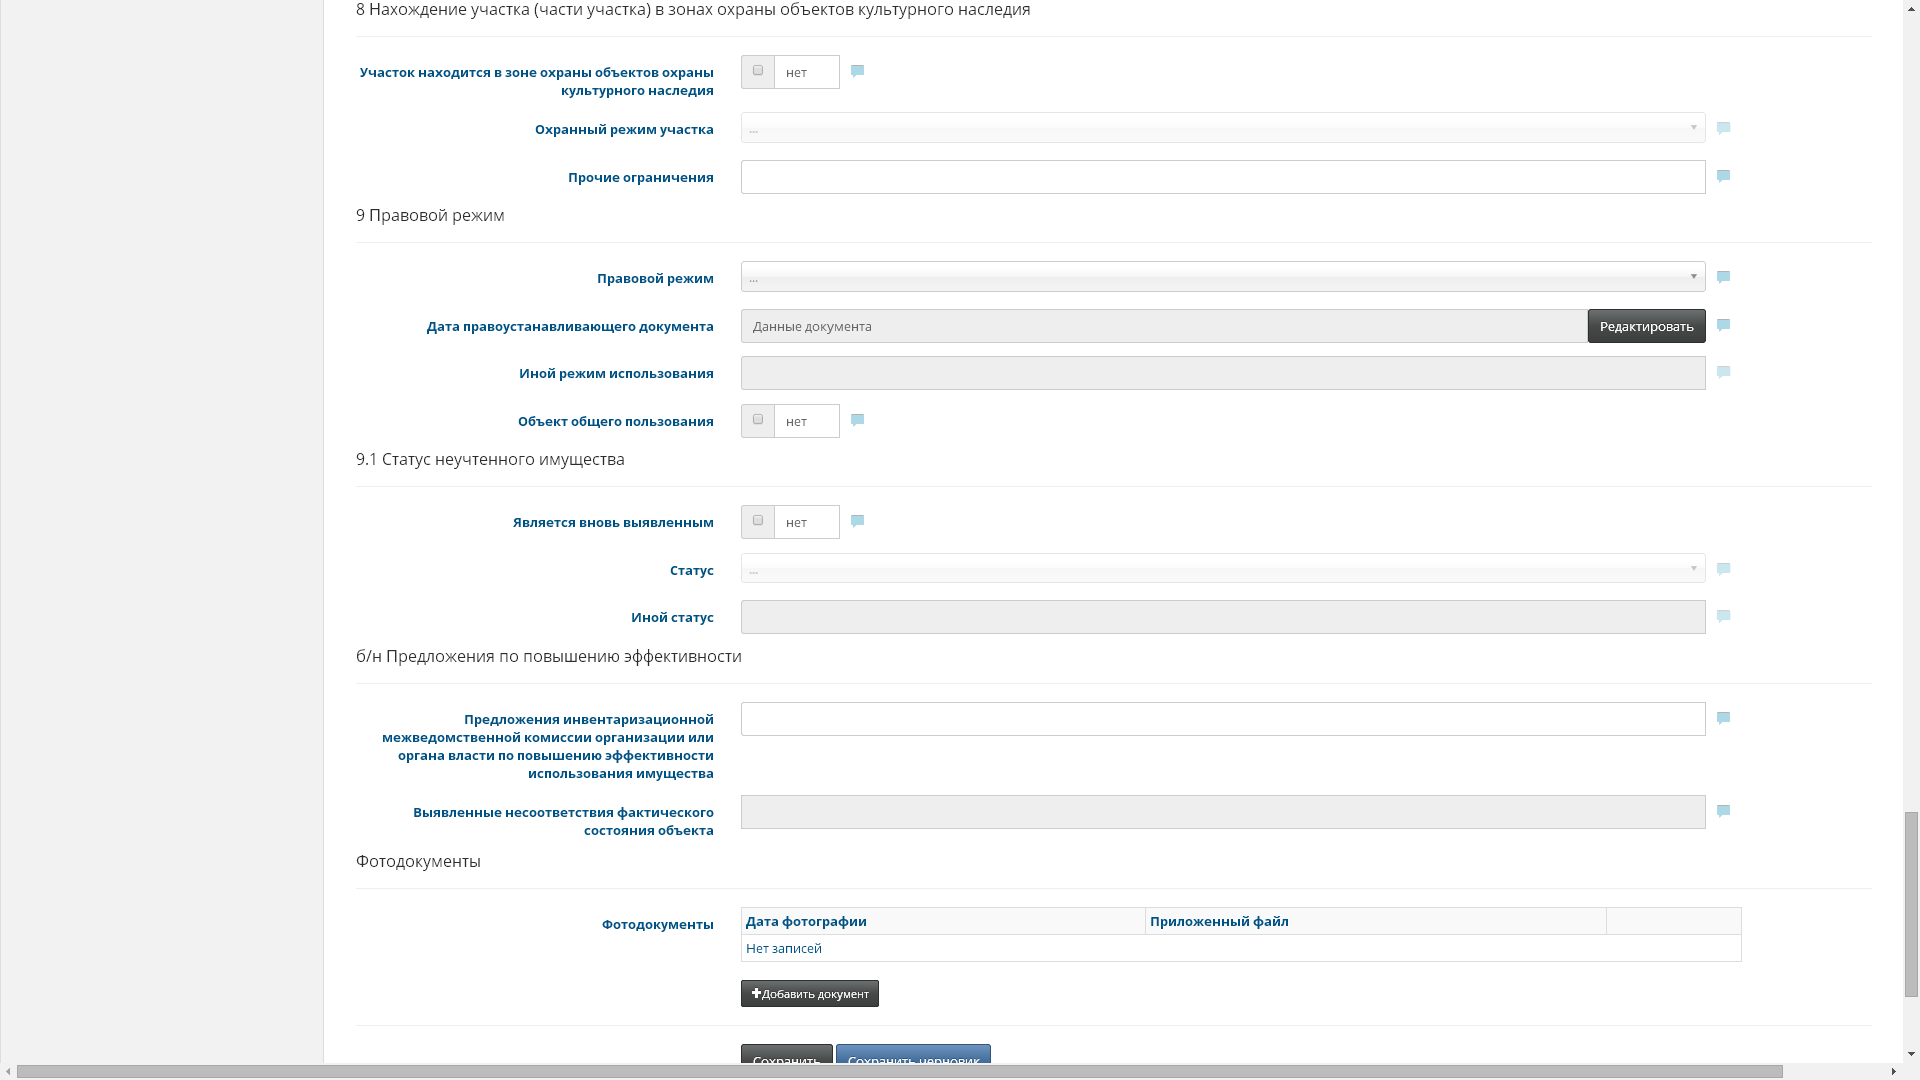 8 Нахождение участка (части участка) в зонах охраны объектов культурного наследия
Участок находится в зоне охраны объектов охраны
культурного наследия
нет
Охранный режим участка
...
Прочие ограничения
9 Правовой режим
Правовой режим
...
Дата правоустанавливающего документа
Данные документа
Редактировать
Иной режим использования
Объект общего пользования
нет
9.1 Статус неучтенного имущества
Является вновь выявленным
нет
Статус
...
Иной статус
б/н Предложения по повышению эффективности
Предложения инвентаризационной
межведомственной комиссии организации или
органа власти по повышению эффективности
использования имущества
Выявленные несоответствия фактического
состояния объекта
Фотодокументы
Фотодокументы
Дата фотографии
Приложенный файл
Нет записей
Добавить документ
Сохранить
Сохранить черновик